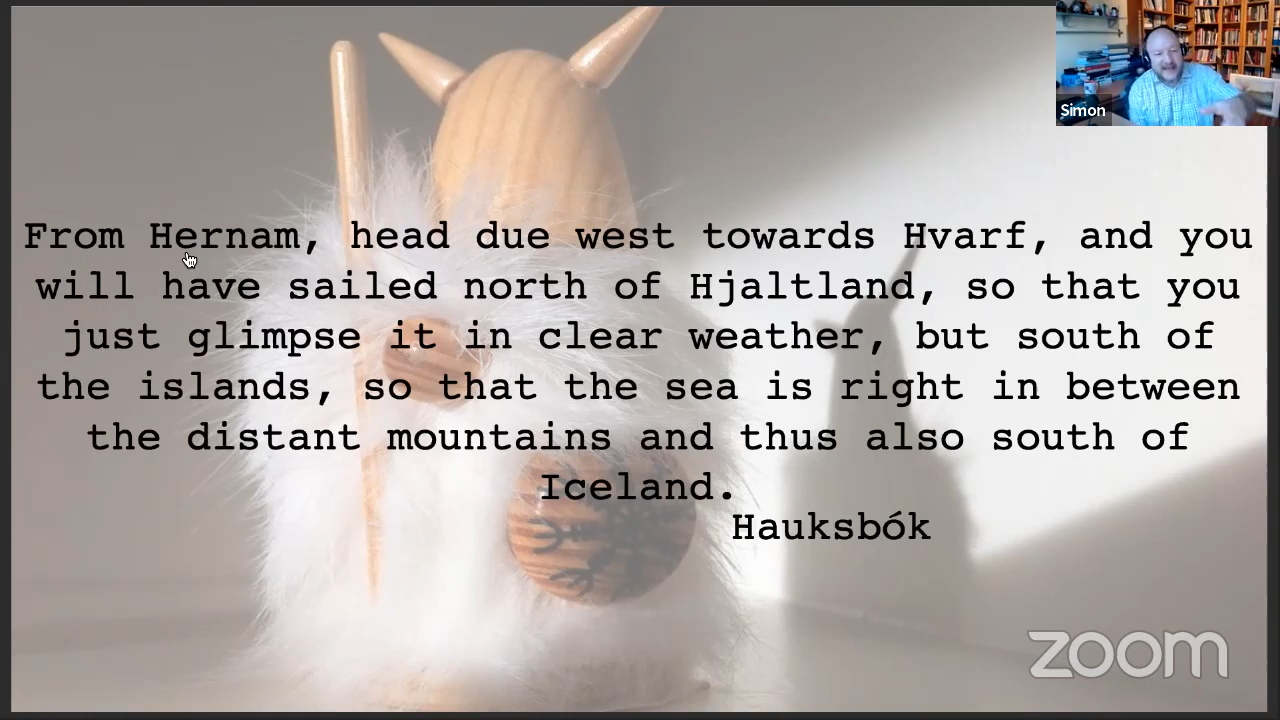 Simon
From Hernam, head due west towards Hvarf, and you
will have sailed north of Hjaltland, so that you
just glimpse it in clear weather, but south of
the islands, so that the sea is right in between
the distant mountains and thus also south of
Iceland.
Hauksbók
zoom